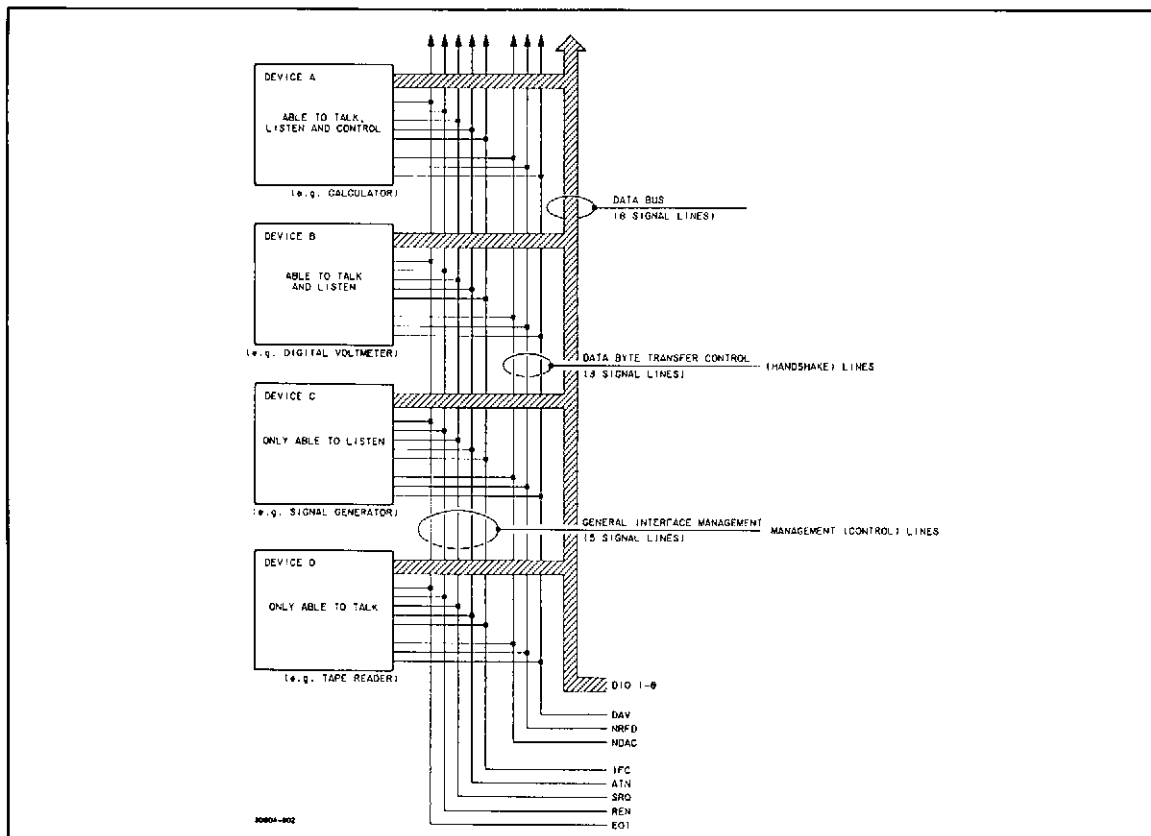 DEVICE A
ABLE TO TALK,
LISTEN AND CONTROL
(e.g. CALCULATOR)
DATA BUS
(8 SIGNAL LINES)
DEVICE B
ABLE TO TALK
AND LISTEN
(e.g. DIGITAL VOLTMETER)
DATA BYTE TRANSFER CONTROL
(3 SIGNAL LINES)
(HANDSHAKE) LINES
DEVICE C
ONLY ABLE TO LISTEN
(e.g. SIGNAL GENERATOR)
GENERAL INTERFACE MANAGEMENT
(5 SIGNAL LINES)
MANAGEMENT (CONTROL) LINES
DEVICE D
ONLY ABLE TO TALK
(e.g. TAPE READER)
DIO 1-8
DAV
NRFD
NDAC
IFC
ATN
SRQ
REN
EOI